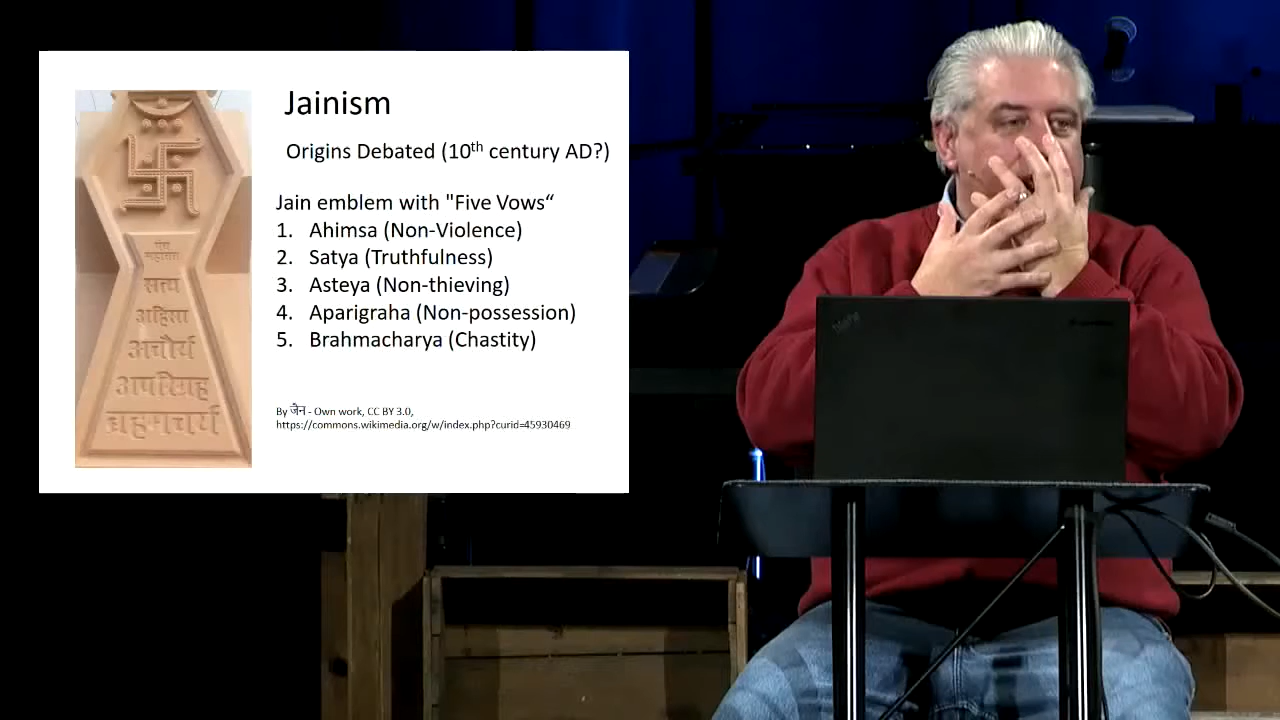 Jainism
Origins Debated (10th century AD?)
Jain emblem with "Five Vows“
1. Ahimsa (Non-Violence)
2. Satya (Truthfulness)
3. Asteya (Non-thieving)
4. Aparigraha (Non-possession)
5. Brahmacharya (Chastity)
By जैन - Own work, CC BY 3.0,
https://commons.wikimedia.org/w/index.php?curid=45930469
सत्य
अहिंसा
अचौर्य
अपरिग्रह
ब्रह्मचर्य
ThinkPad